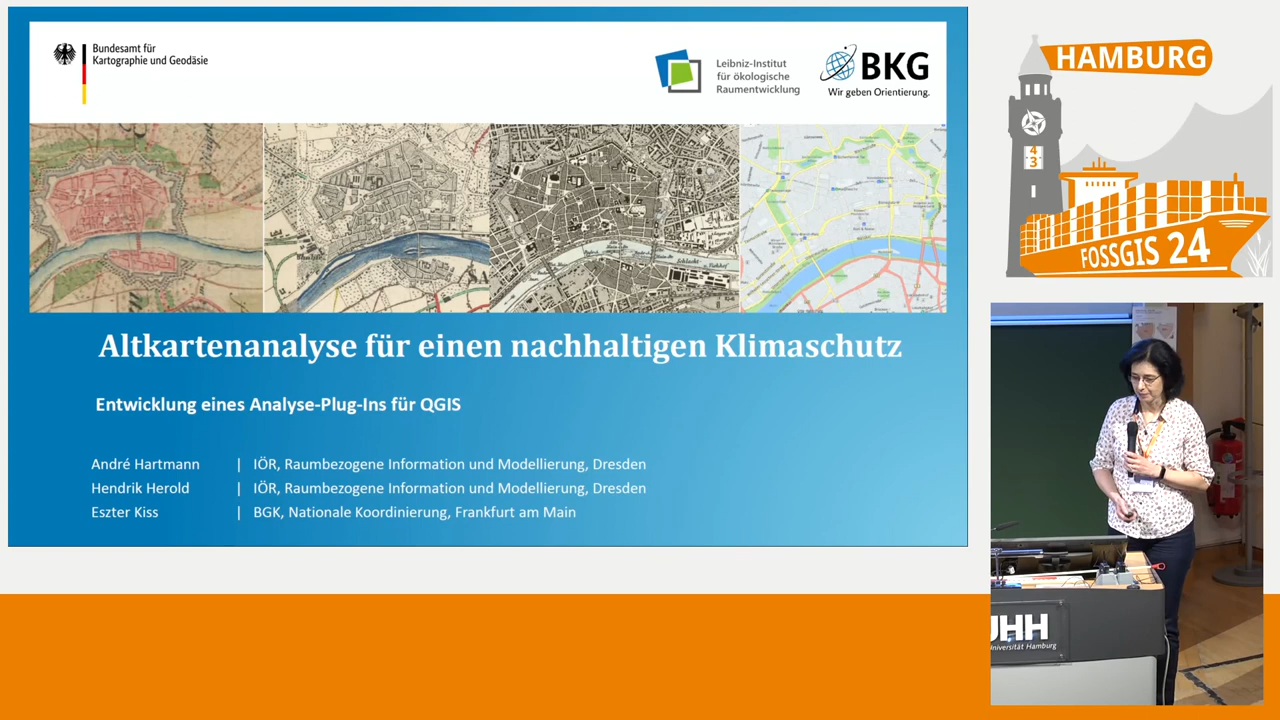 Bundesamt für
Kartographie und Geodäsie
Leibniz-Institut
für ökologische
Raumentwicklung
BKG
Wir geben Orientierung.
Altkartenanalyse für einen nachhaltigen Klimaschutz
Entwicklung eines Analyse-Plug-Ins für QGIS
André Hartmann | IÖR, Raumbezogene Information und Modellierung, Dresden
Hendrik Herold | IÖR, Raumbezogene Information und Modellierung, Dresden
Eszter Kiss | BGK, Nationale Koordinierung, Frankfurt am Main
HAMBURG
4
3
FOSSGIS 24
UHH
Universität Hamburg